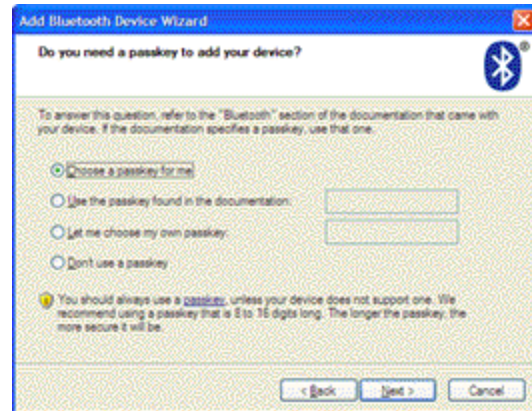 Add Bluetooth Device Wizard
Do you need a passkey to add your device?
®
To answer this question, refer to the "Bluetooth" section of the documentation that came with
your device. If the documentation specifies a passkey, use that one.
Choose a passkey for me
Use the passkey found in the documentation:
Let me choose my own passkey:
Don't use a passkey
You should always use a passkey, unless your device does not support one. We
recommend using a passkey that is 8 to 16 digits long. The longer the passkey, the
more secure it will be.
< Back Next > Cancel